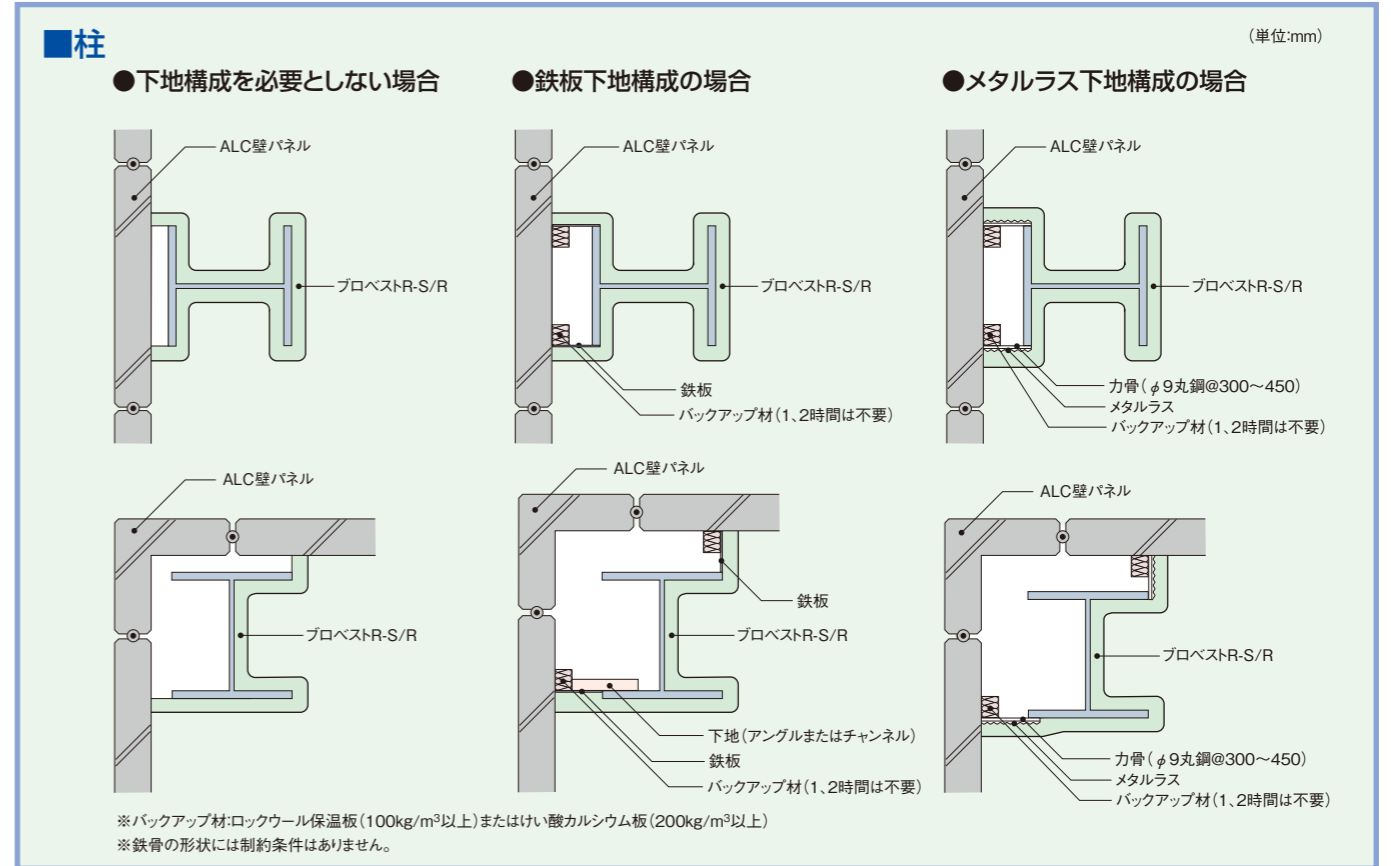 ■柱
(単位:mm)
●下地構成を必要としない場合
●鉄板下地構成の場合
●メタルラス下地構成の場合
ALC壁パネル
ブロベストR-S/R
ALC壁パネル
ブロベストR-S/R
鉄板
バックアップ材(1、2時間は不要)
ALC壁パネル
ブロベストR-S/R
力骨(φ9丸鋼@300〜450)
メタルラス
バックアップ材(1、2時間は不要)
ALC壁パネル
ブロベストR-S/R
ALC壁パネル
鉄板
ブロベストR-S/R
下地(アングルまたはチャンネル)
鉄板
バックアップ材(1、2時間は不要)
ALC壁パネル
ブロベストR-S/R
力骨(φ9丸鋼@300〜450)
メタルラス
バックアップ材(1、2時間は不要)
※バックアップ材:ロックウール保温板(100kg/m³以上)またはけい酸カルシウム板(200kg/m³以上)
※鉄骨の形状には制約条件はありません。